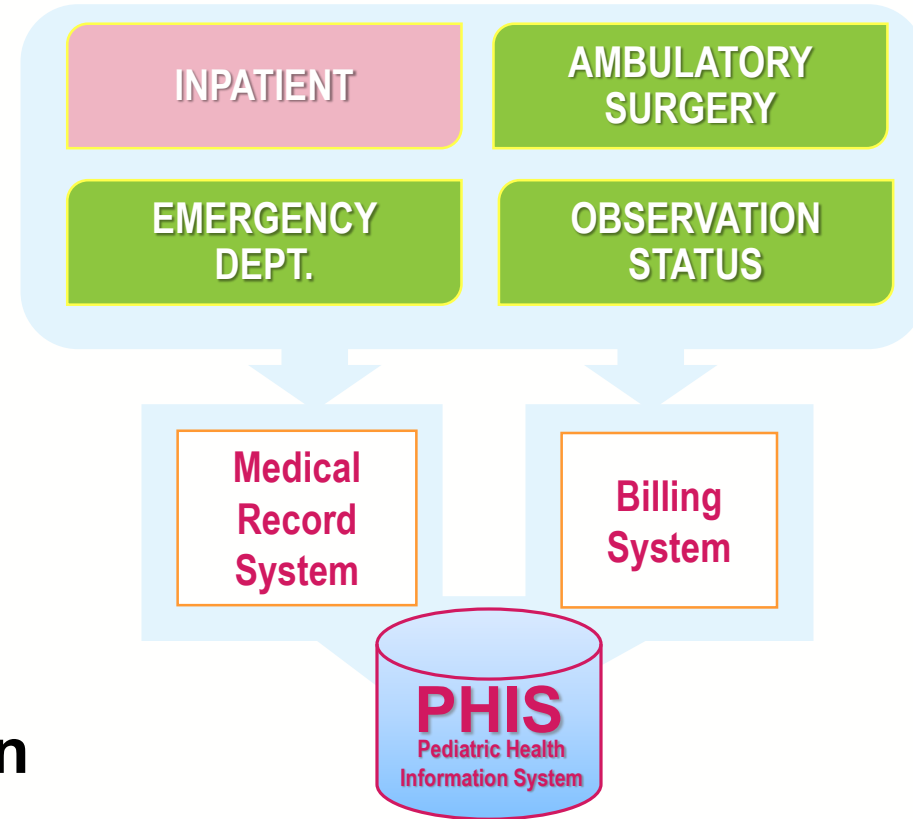 INPATIENT
AMBULATORY
SURGERY
EMERGENCY
DEPT.
OBSERVATION
STATUS
Medical
Record
System
Billing
System
PHIS
Pediatric Health
Information System
n